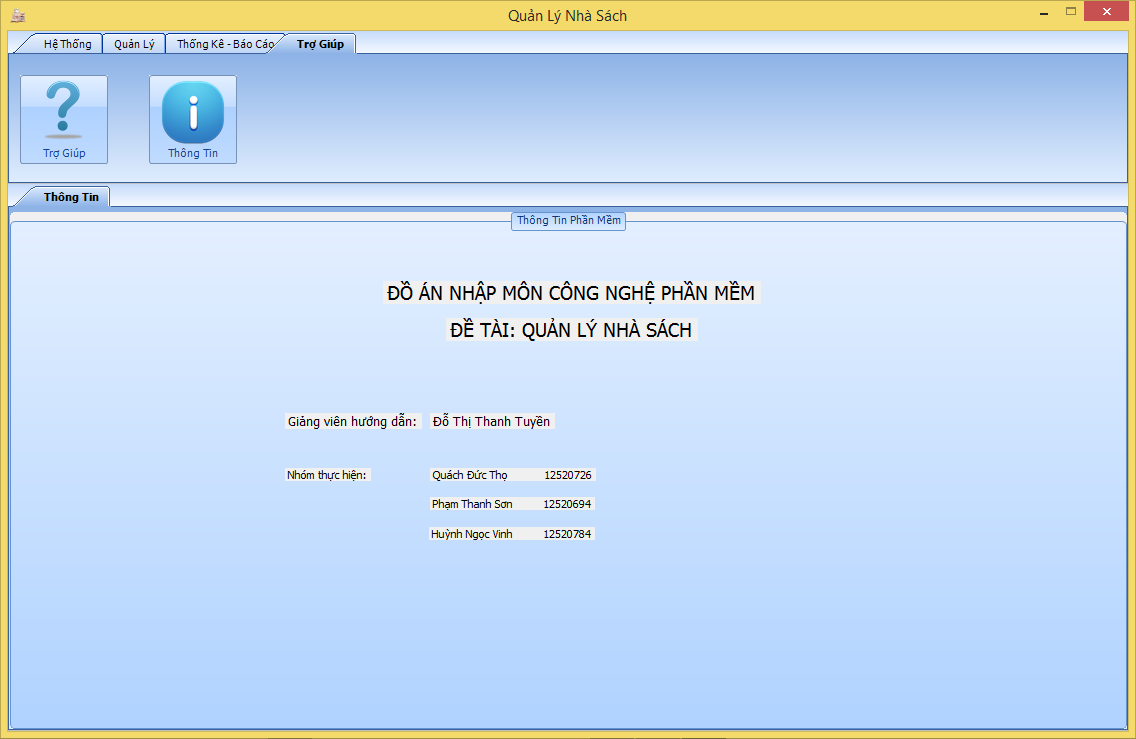 Quản Lý Nhà Sách
Hệ Thống Quản Lý Thống Kê - Báo Cáo Trợ Giúp
Trợ Giúp Thông Tin
Thông Tin
Thông Tin Phần Mềm
ĐỒ ÁN NHẬP MÔN CÔNG NGHỆ PHẦN MỀM
ĐỀ TÀI: QUẢN LÝ NHÀ SÁCH
Giảng viên hướng dẫn: Đỗ Thị Thanh Tuyền
Nhóm thực hiện: Quách Đức Thọ 12520726
Phạm Thanh Sơn 12520694
Huỳnh Ngọc Vinh 12520784